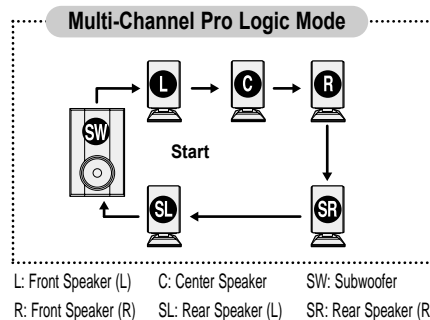 Multi-Channel Pro Logic Mode
L C R
SW
Start
SL SR
L: Front Speaker (L) C: Center Speaker SW: Subwoofer
R: Front Speaker (R) SL: Rear Speaker (L) SR: Rear Speaker (R